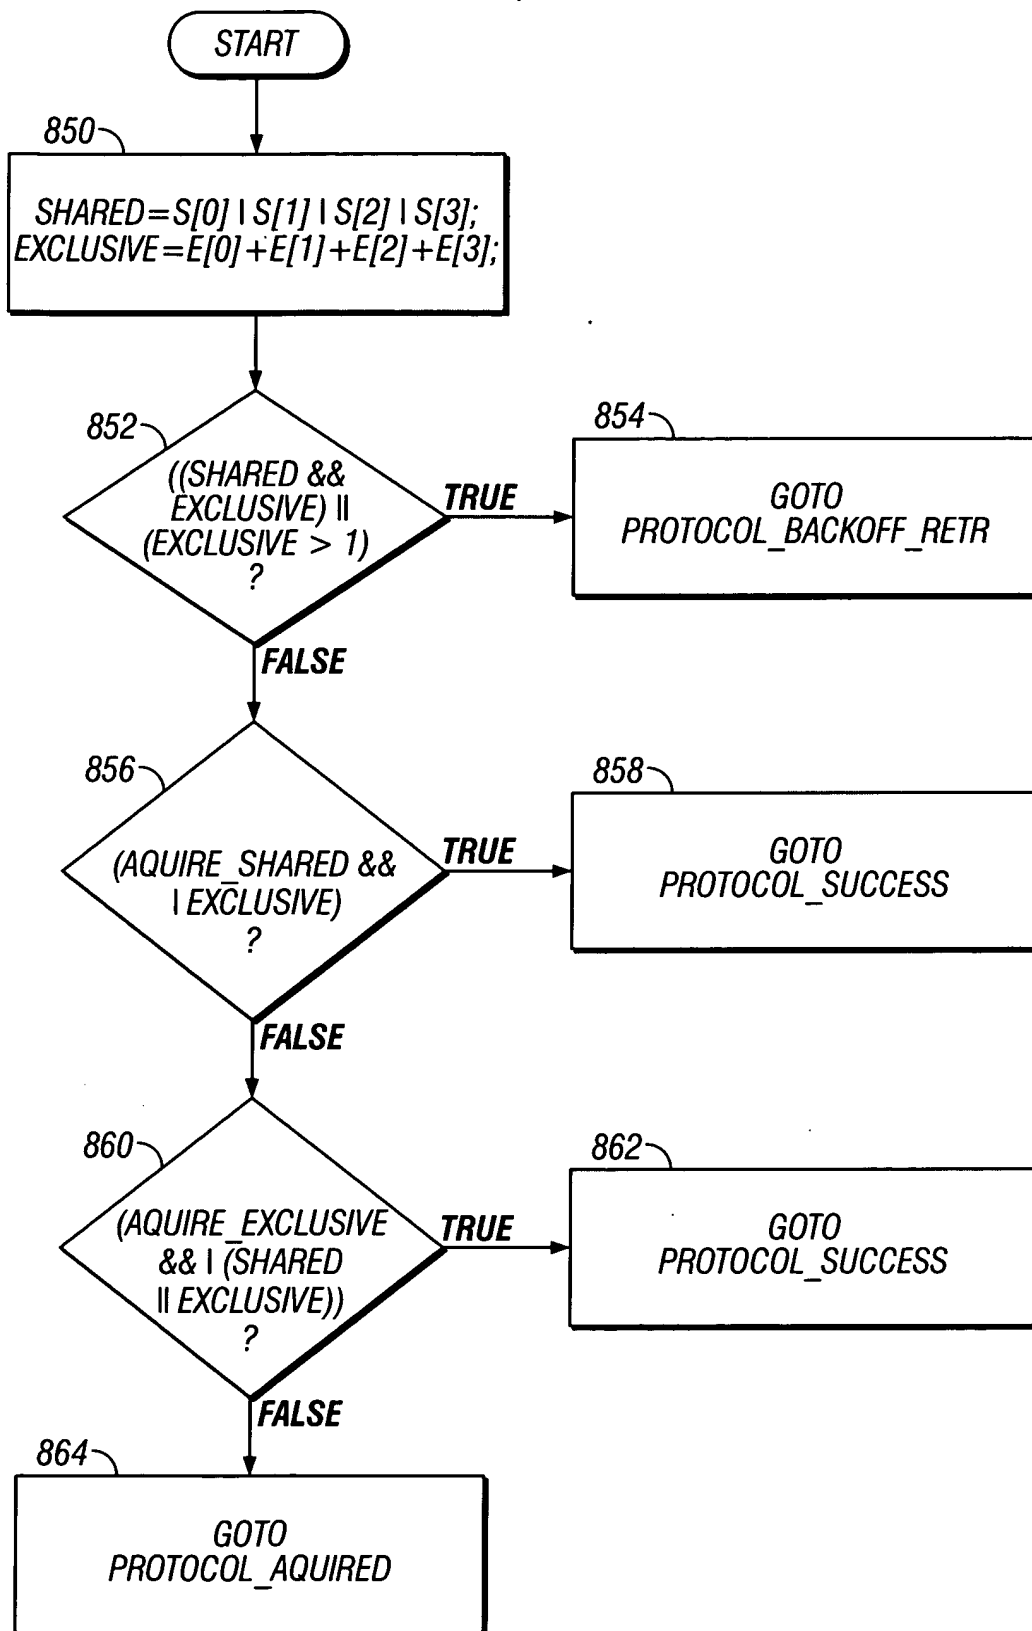 START
850
SHARED=S[0] | S[1] | S[2] | S[3];
EXCLUSIVE=E[0]+E[1]+E[2]+E[3];
852
((SHARED &&
EXCLUSIVE) ||
(EXCLUSIVE > 1)
?
TRUE
854
GOTO
PROTOCOL_BACKOFF_RETR
FALSE
856
(AQUIRE_SHARED &&
| EXCLUSIVE)
?
TRUE
858
GOTO
PROTOCOL_SUCCESS
FALSE
860
(AQUIRE_EXCLUSIVE
&& | (SHARED
|| EXCLUSIVE))
?
TRUE
862
GOTO
PROTOCOL_SUCCESS
FALSE
864
GOTO
PROTOCOL_AQUIRED